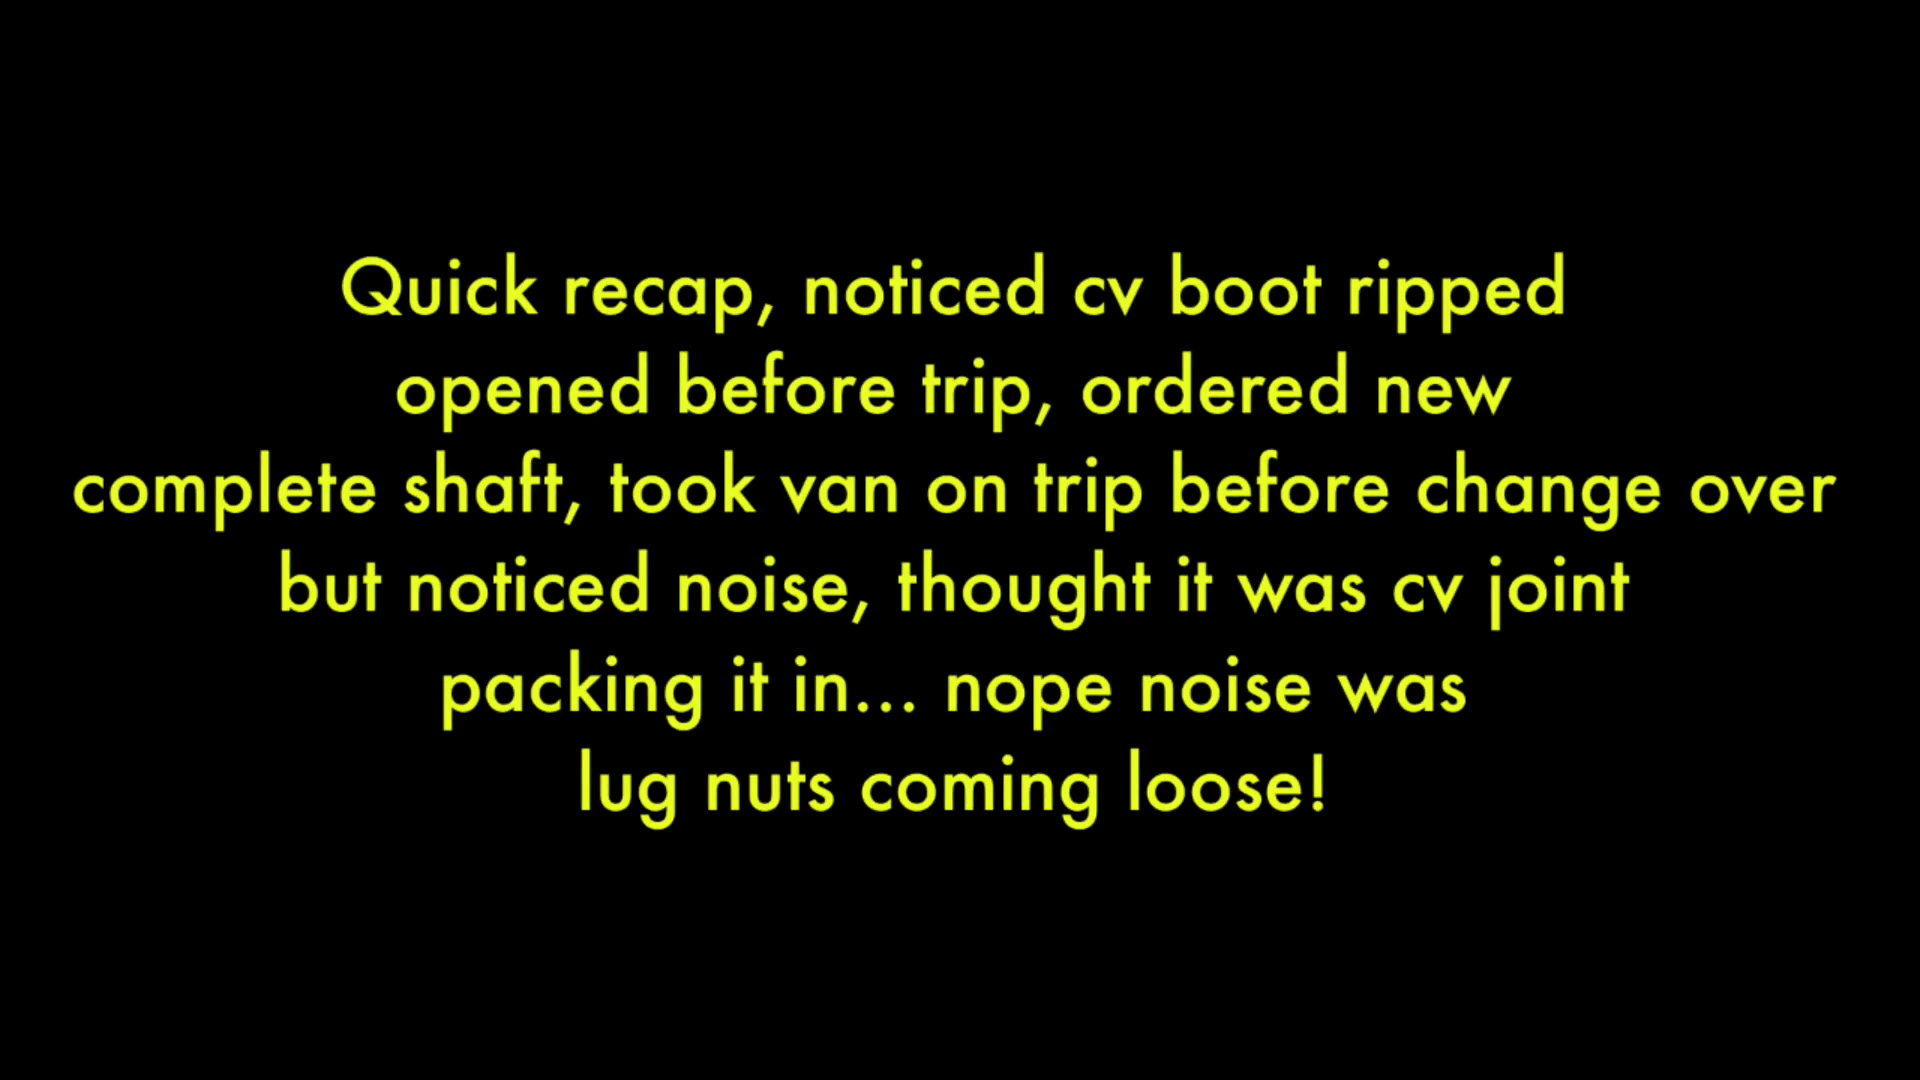 Quick recap, noticed cv boot ripped
opened before trip, ordered new
complete shaft, took van on trip before change over
but noticed noise, thought it was cv joint
packing it in... nope noise was
lug nuts coming loose!